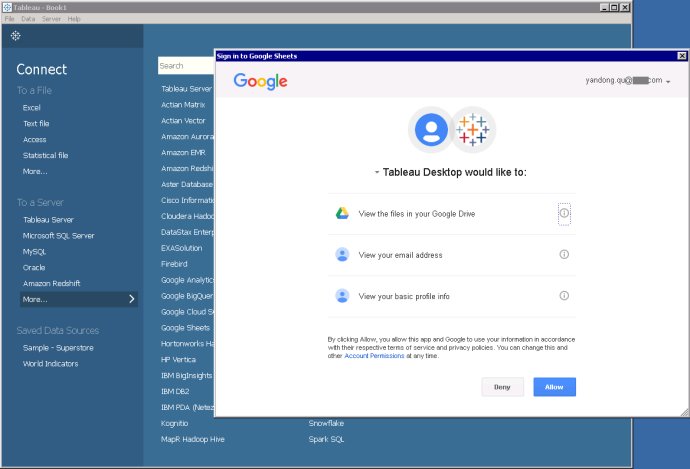 Tableau - Book1
File Data Server Help
Connect
To a File
Excel
Text file
Access
Statistical file
More...
To a Server
Tableau Server
Microsoft SQL Server
MySQL
Oracle
Amazon Redshift
More...
Saved Data Sources
Sample - Superstore
World Indicators
Search
Tableau Server
Actian Matrix
Actian Vector
Amazon Aurora
Amazon EMR
Amazon Redshi
Aster Database
Cisco Informatio
Cloudera Hadoo
DataStax Enterp
EXASolution
Firebird
Google Analytics
Google BigQuer
Google Cloud S
Google Sheets
Hortonworks Ha
HP Vertica
IBM BigInsights
IBM DB2
IBM PDA (Netez
Kognitio
MapR Hadoop Hive
Snowflake
Spark SQL
Sign in to Google Sheets
Google
yandong.qu@ com
Tableau Desktop would like to:
View the files in your Google Drive
View your email address
View your basic profile info
By clicking Allow, you allow this app and Google to use your information in accordance
with their respective terms of service and privacy policies. You can change this and
other Account Permissions at any time.
Deny
Allow